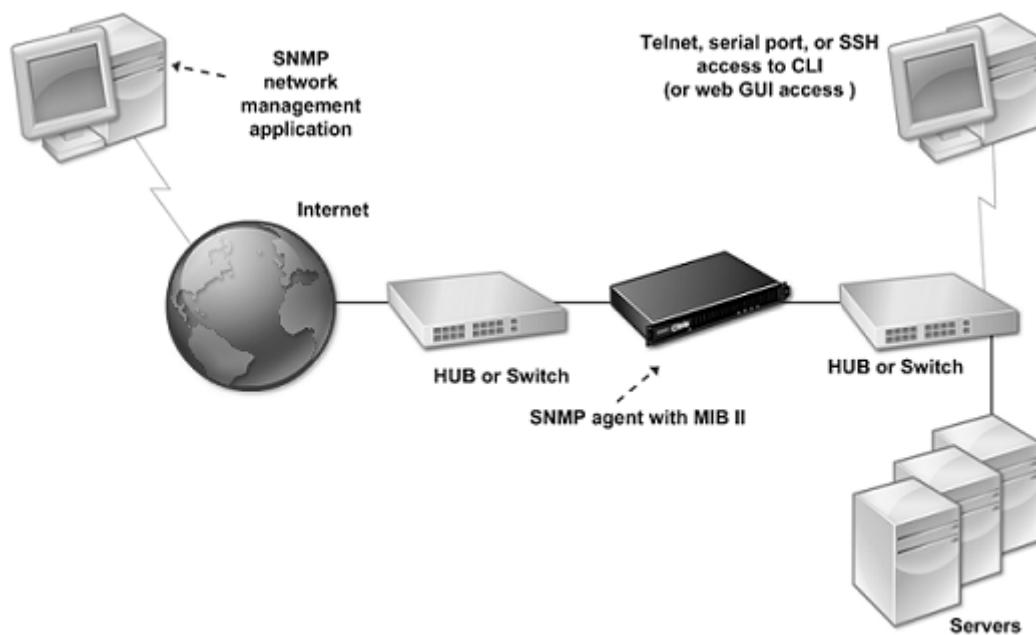 SNMP
network
management
application
Telnet, serial port, or SSH
access to CLI
(or web GUI access )
Internet
HUB or Switch
SNMP agent with MIB II
HUB or Switch
Servers